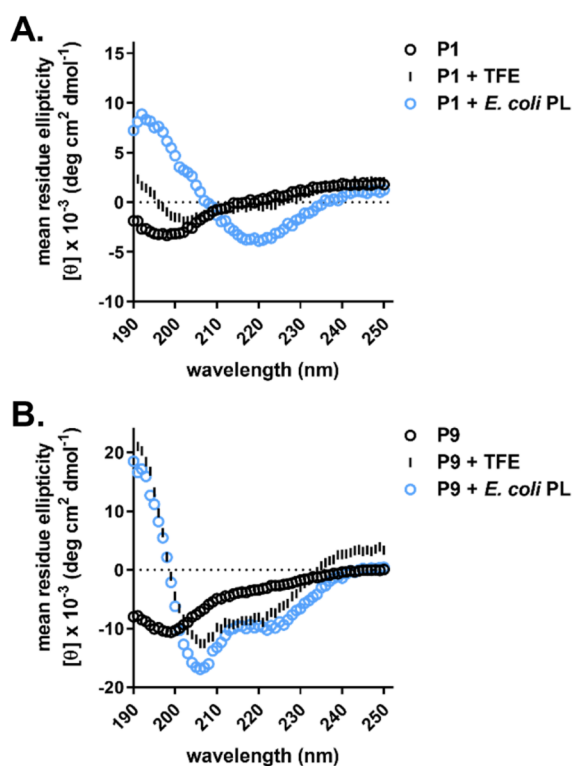 A.
P1
P1 + TFE
P1 + E. coli PL
mean residue ellipticity
[θ] x 10⁻³ (deg cm² dmol⁻¹)
15
10
5
0
-5
-10
190 200 210 220 230 240 250
wavelength (nm)
B.
P9
P9 + TFE
P9 + E. coli PL
mean residue ellipticity
[θ] x 10⁻³ (deg cm² dmol⁻¹)
20
10
0
-10
-20
190 200 210 220 230 240 250
wavelength (nm)